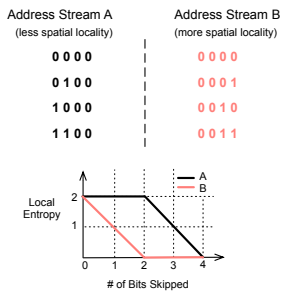 Address Stream A
(less spatial locality)
0 0 0 0
0 1 0 0
1 0 0 0
1 1 0 0
Address Stream B
(more spatial locality)
0 0 0 0
0 0 0 1
0 0 1 0
0 0 1 1
A
B
Local
Entropy
2
1
0 1 2 3 4
# of Bits Skipped